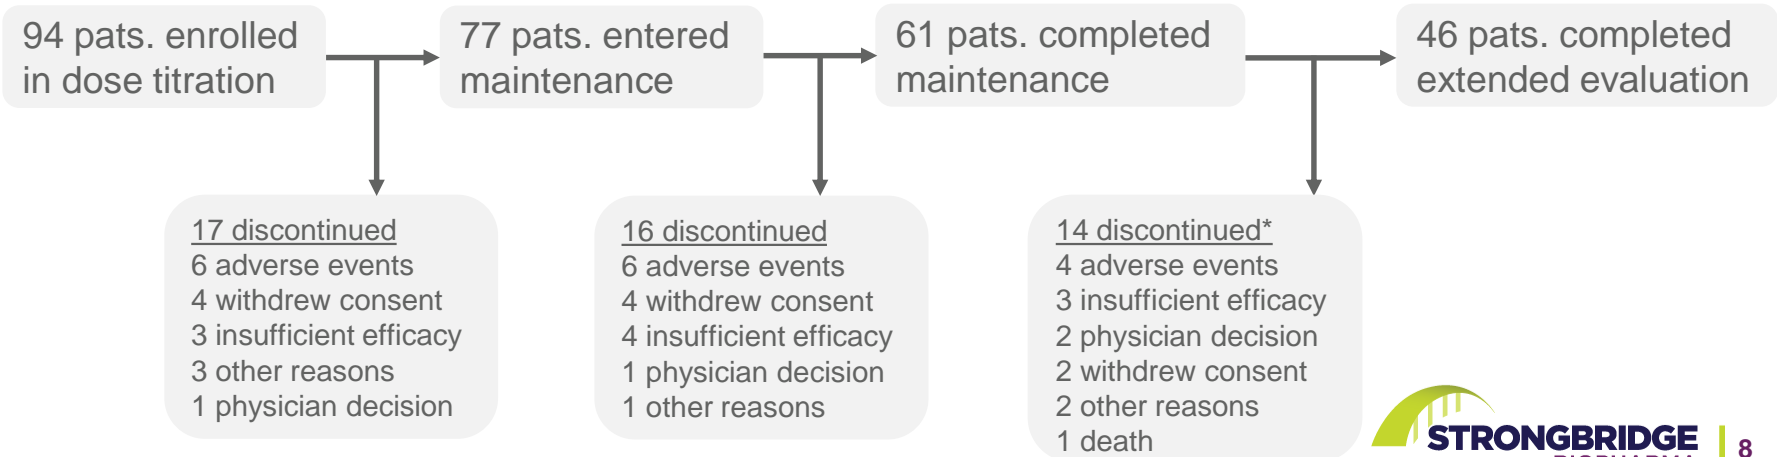 94 pats. enrolled
in dose titration
77 pats. entered
maintenance
61 pats. completed
maintenance
46 pats. completed
extended evaluation
17 discontinued
6 adverse events
4 withdrew consent
3 insufficient efficacy
3 other reasons
1 physician decision
16 discontinued
6 adverse events
4 withdrew consent
4 insufficient efficacy
1 physician decision
1 other reasons
14 discontinued*
4 adverse events
3 insufficient efficacy
2 physician decision
2 withdrew consent
2 other reasons
1 death
STRONGBRIDGE
8